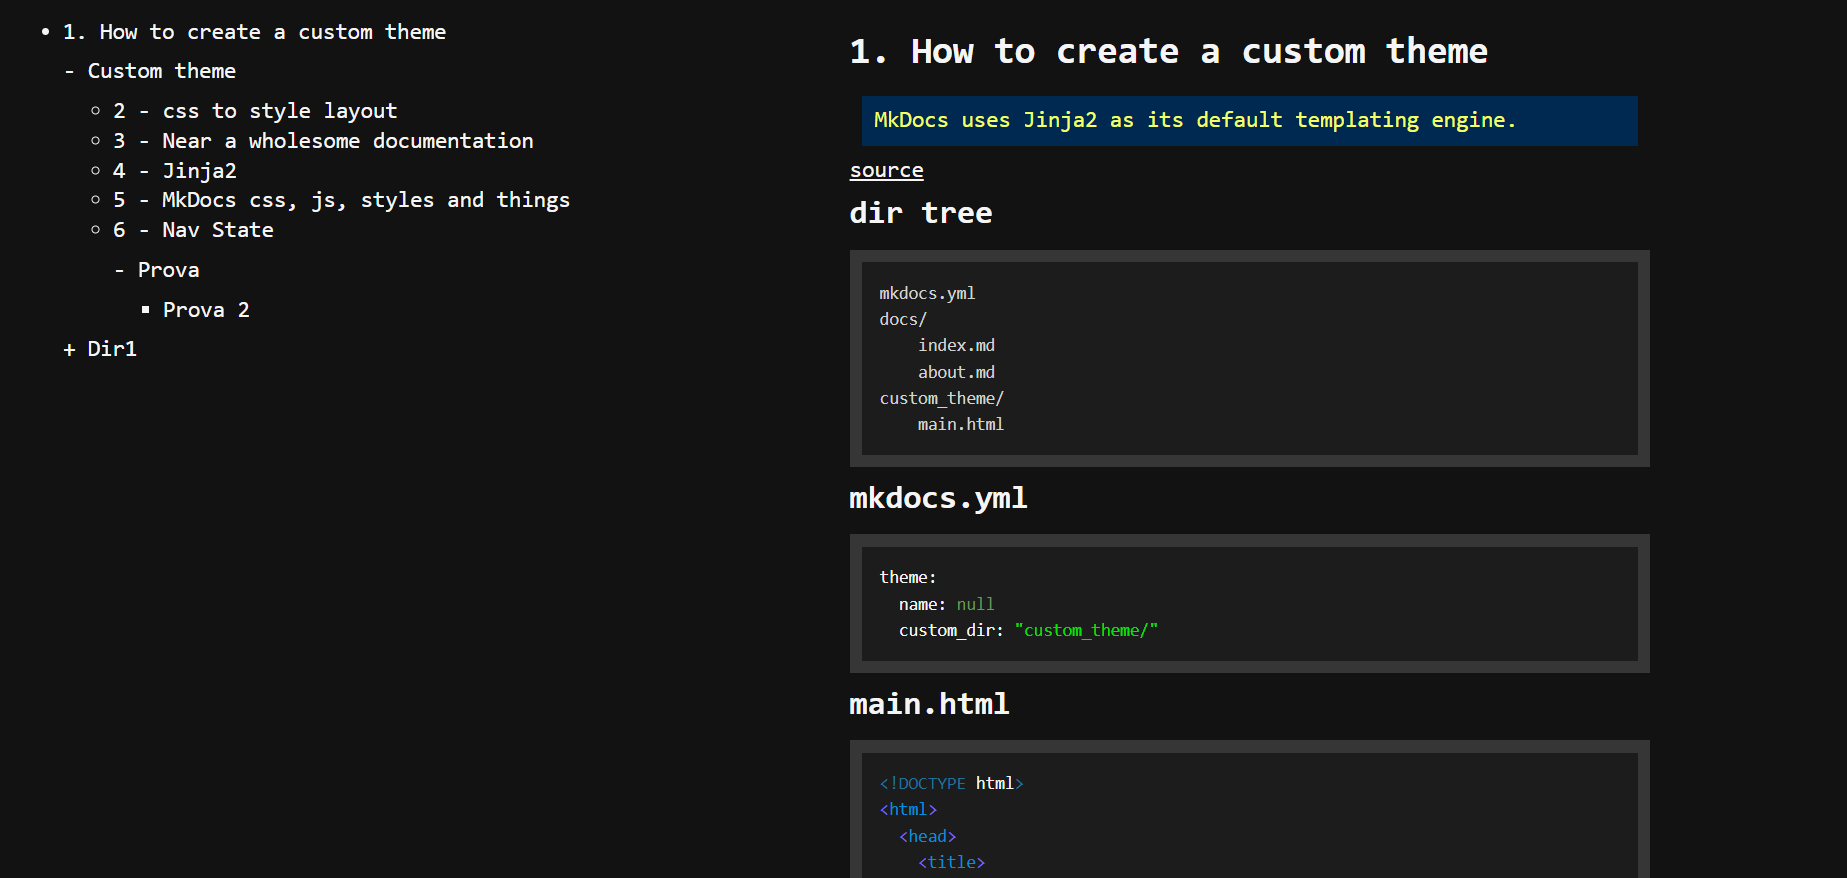 1. How to create a custom theme
- Custom theme
2 - css to style layout
3 - Near a wholesome documentation
4 - Jinja2
5 - MkDocs css, js, styles and things
6 - Nav State
- Prova
Prova 2
+ Dir1
1. How to create a custom theme
MkDocs uses Jinja2 as its default templating engine.
source
dir tree
mkdocs.yml
docs/
    index.md
    about.md
custom_theme/
    main.html
mkdocs.yml
theme:
  name: null
  custom_dir: "custom_theme/"
main.html
<!DOCTYPE html>
<html>
  <head>
    <title>